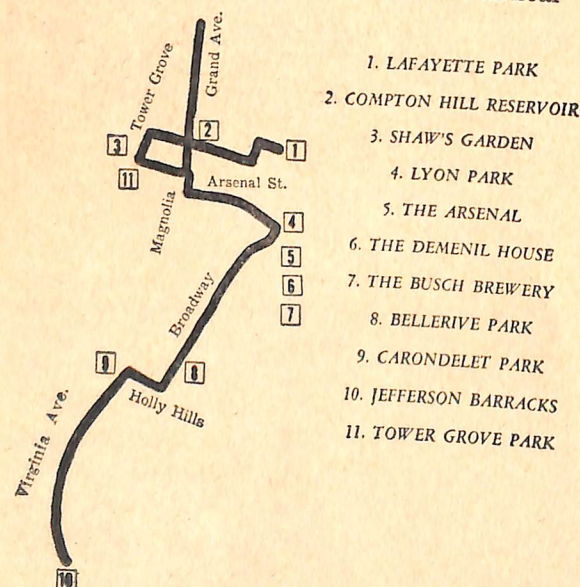 Grand Ave.
Tower Grove
2
3
1
11
Arsenal St.
Magnolia
4
5
6
7
Broadway
9
8
Holly Hills
Virginia Ave.
10
1. LAFAYETTE PARK
2. COMPTON HILL RESERVOIR
3. SHAW'S GARDEN
4. LYON PARK
5. THE ARSENAL
6. THE DEMENIL HOUSE
7. THE BUSCH BREWERY
8. BELLERIVE PARK
9. CARONDELET PARK
10. JEFFERSON BARRACKS
11. TOWER GROVE PARK